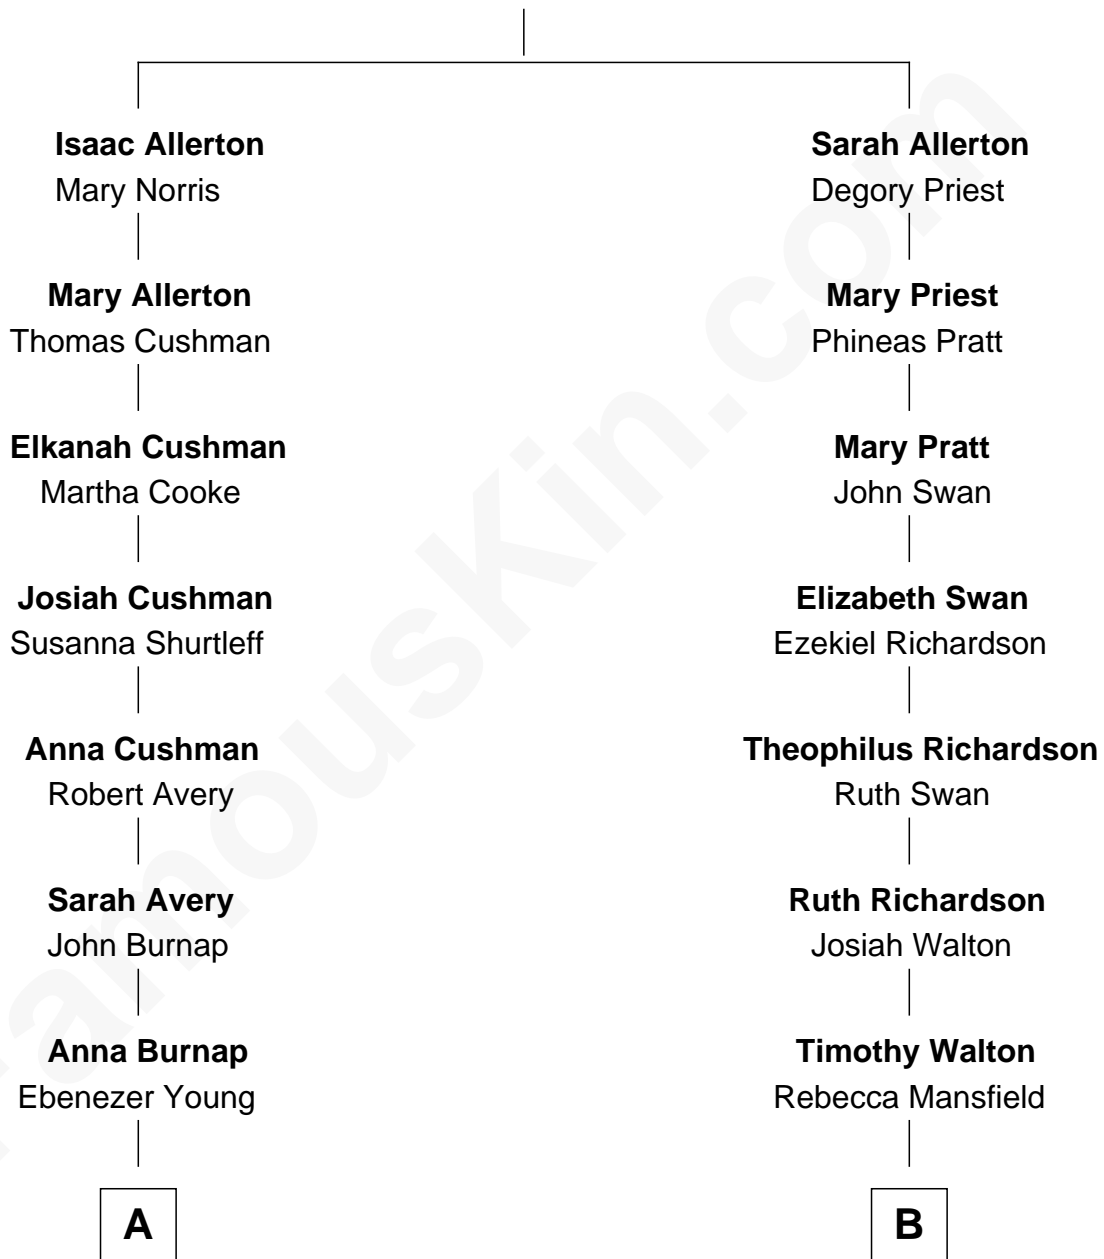 Isaac Allerton
Mary Norris
Sarah Allerton
Degory Priest
Mary Allerton
Thomas Cushman
Mary Priest
Phineas Pratt
Elkanah Cushman
Martha Cooke
Mary Pratt
John Swan
Josiah Cushman
Susanna Shurtleff
Elizabeth Swan
Ezekiel Richardson
Anna Cushman
Robert Avery
Theophilus Richardson
Ruth Swan
Sarah Avery
John Burnap
Ruth Richardson
Josiah Walton
Anna Burnap
Ebenezer Young
Timothy Walton
Rebecca Mansfield
A
B
FamousKin.com